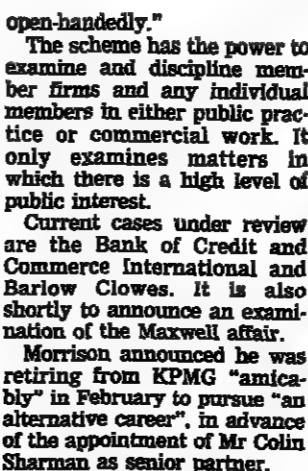 open-handedly."
The scheme has the power to
examine and discipline mem-
ber firms and any individual
members in either public prac-
tice or commercial work. It
only examines matters in
which there is a high level of
public interest.
Current cases under review
are the Bank of Credit and
Commerce International and
Barlow Clowes. It is also
shortly to announce an exami-
nation of the Maxwell affair.
Morrison announced he was
retiring from KPMG "amica-
bly" in February to pursue "an
alternative career", in advance
of the appointment of Mr Colin
Sharman as senior partner.